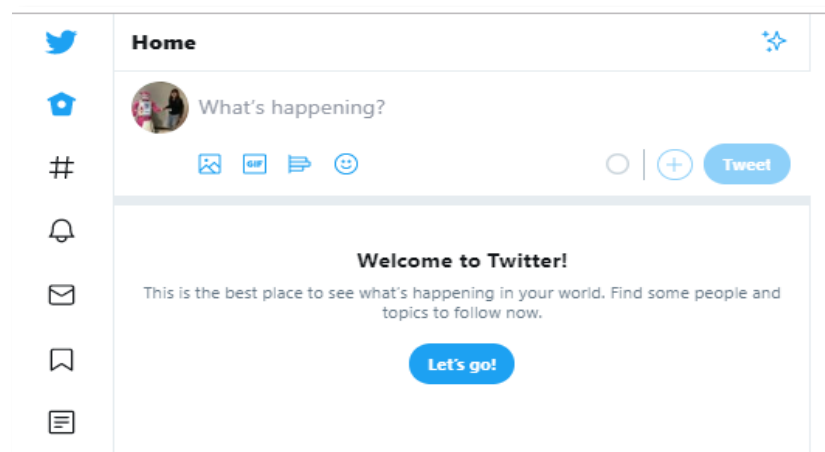 Home
What's happening?
GIF
Tweet
Welcome to Twitter!
This is the best place to see what's happening in your world. Find some people and
topics to follow now.
Let's go!